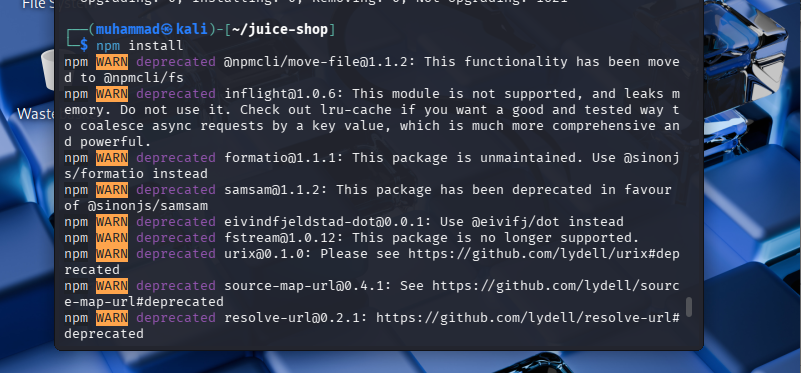 File S
Upgrading: 0, Installing: 0, Removing: 0, Not Upgrading: 1821
┌──(muhammad㉿kali)-[~/juice-shop]
└─$ npm install
npm WARN deprecated @npmcli/move-file@1.1.2: This functionality has been move
d to @npmcli/fs
npm WARN deprecated inflight@1.0.6: This module is not supported, and leaks m
emory. Do not use it. Check out lru-cache if you want a good and tested way t
o coalesce async requests by a key value, which is much more comprehensive an
d powerful.
npm WARN deprecated formatio@1.1.1: This package is unmaintained. Use @sinonj
s/formatio instead
npm WARN deprecated samsam@1.1.2: This package has been deprecated in favour
of @sinonjs/samsam
npm WARN deprecated eivindfjeldstad-dot@0.0.1: Use @eivifj/dot instead
npm WARN deprecated fstream@1.0.12: This package is no longer supported.
npm WARN deprecated urix@0.1.0: Please see https://github.com/lydell/urix#dep
recated
npm WARN deprecated source-map-url@0.4.1: See https://github.com/lydell/sourc
e-map-url#deprecated
npm WARN deprecated resolve-url@0.2.1: https://github.com/lydell/resolve-url#
deprecated
Waste